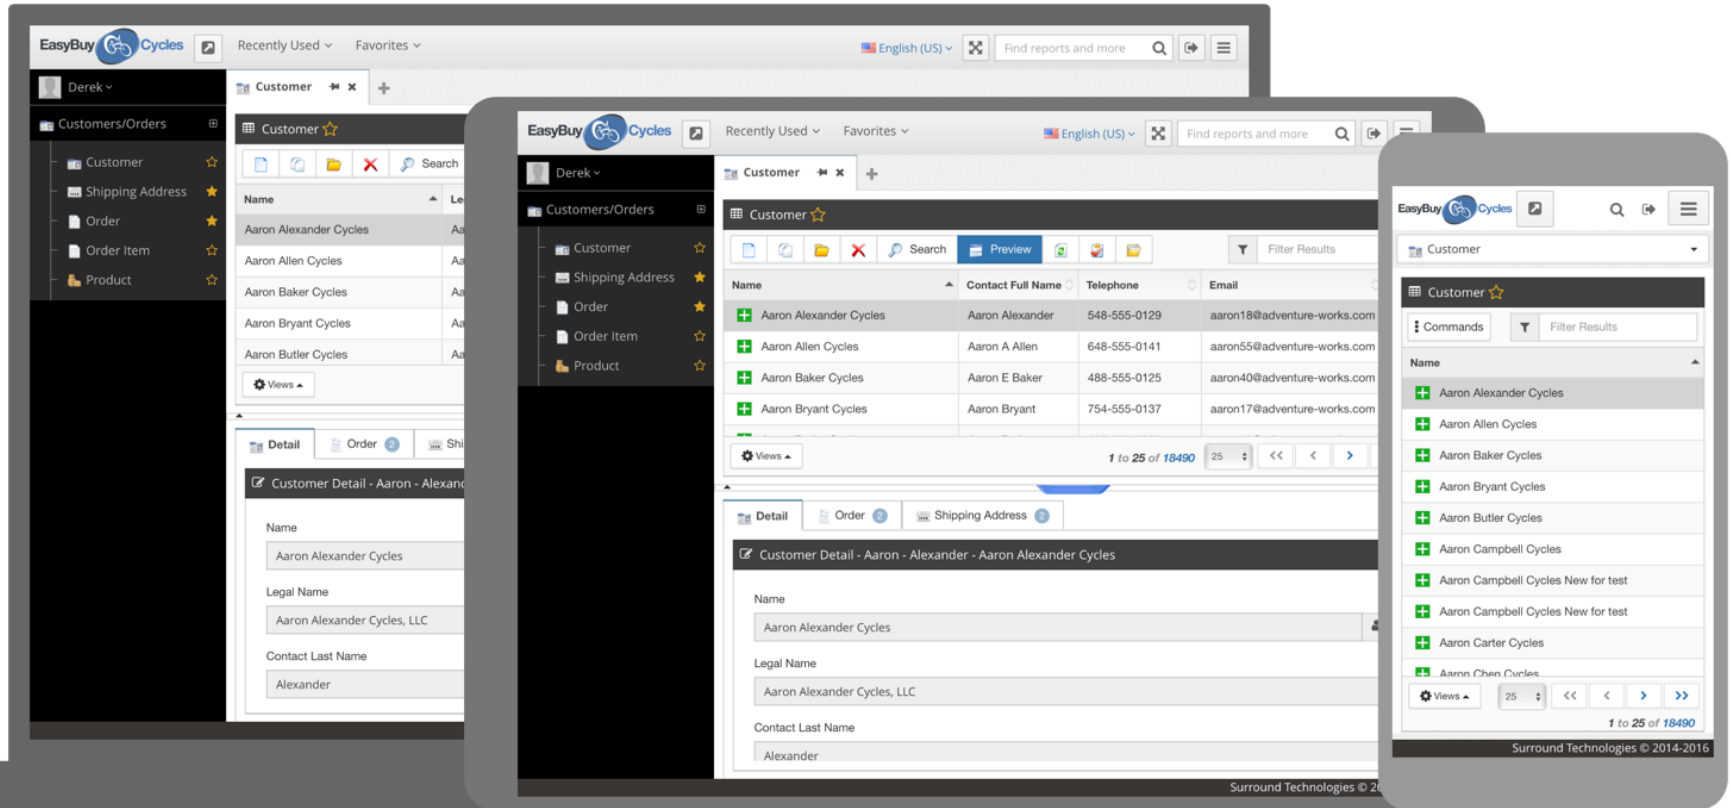 EasyBuy Cycles Recently Used Favorites English (US) Find reports and more
Derek
Customer
Customers/Orders
Customer
Shipping Address
Order
Order Item
Product
Customer
Search
Name
Aaron Alexander Cycles
Aaron Allen Cycles
Aaron Baker Cycles
Aaron Bryant Cycles
Aaron Butler Cycles
Views
Detail Order 2
Customer Detail - Aaron -
Name
Aaron Alexander Cycles
Legal Name
Aaron Alexander Cycles, LLC
Contact Last Name
Alexander
EasyBuy Cycles Recently Used Favorites English (US) Find reports and more
Derek
Customer
Customers/Orders
Customer
Shipping Address
Order
Order Item
Product
Customer
Search Preview Filter Results
Name Contact Full Name Telephone Email
Aaron Alexander Cycles Aaron Alexander 548-555-0129 aaron18@adventure-works.com
Aaron Allen Cycles Aaron A Allen 648-555-0141 aaron55@adventure-works.com
Aaron Baker Cycles Aaron E Baker 488-555-0125 aaron40@adventure-works.com
Aaron Bryant Cycles Aaron Bryant 754-555-0137 aaron17@adventure-works.com
Views 1 to 25 of 18490 25 << < >
Detail Order 2 Shipping Address 2
Customer Detail - Aaron - Alexander - Aaron Alexander Cycles
Name
Aaron Alexander Cycles
Legal Name
Aaron Alexander Cycles, LLC
Contact Last Name
Alexander
Surround Technologies ©
EasyBuy Cycles
Customer
Customer
Commands Filter Results
Name
Aaron Alexander Cycles
Aaron Allen Cycles
Aaron Baker Cycles
Aaron Bryant Cycles
Aaron Butler Cycles
Aaron Campbell Cycles
Aaron Campbell Cycles New for test
Aaron Campbell Cycles New for test
Aaron Carter Cycles
Aaron Chen Cycles
Views 25 << < > >>
1 to 25 of 18490
Surround Technologies © 2014-2016